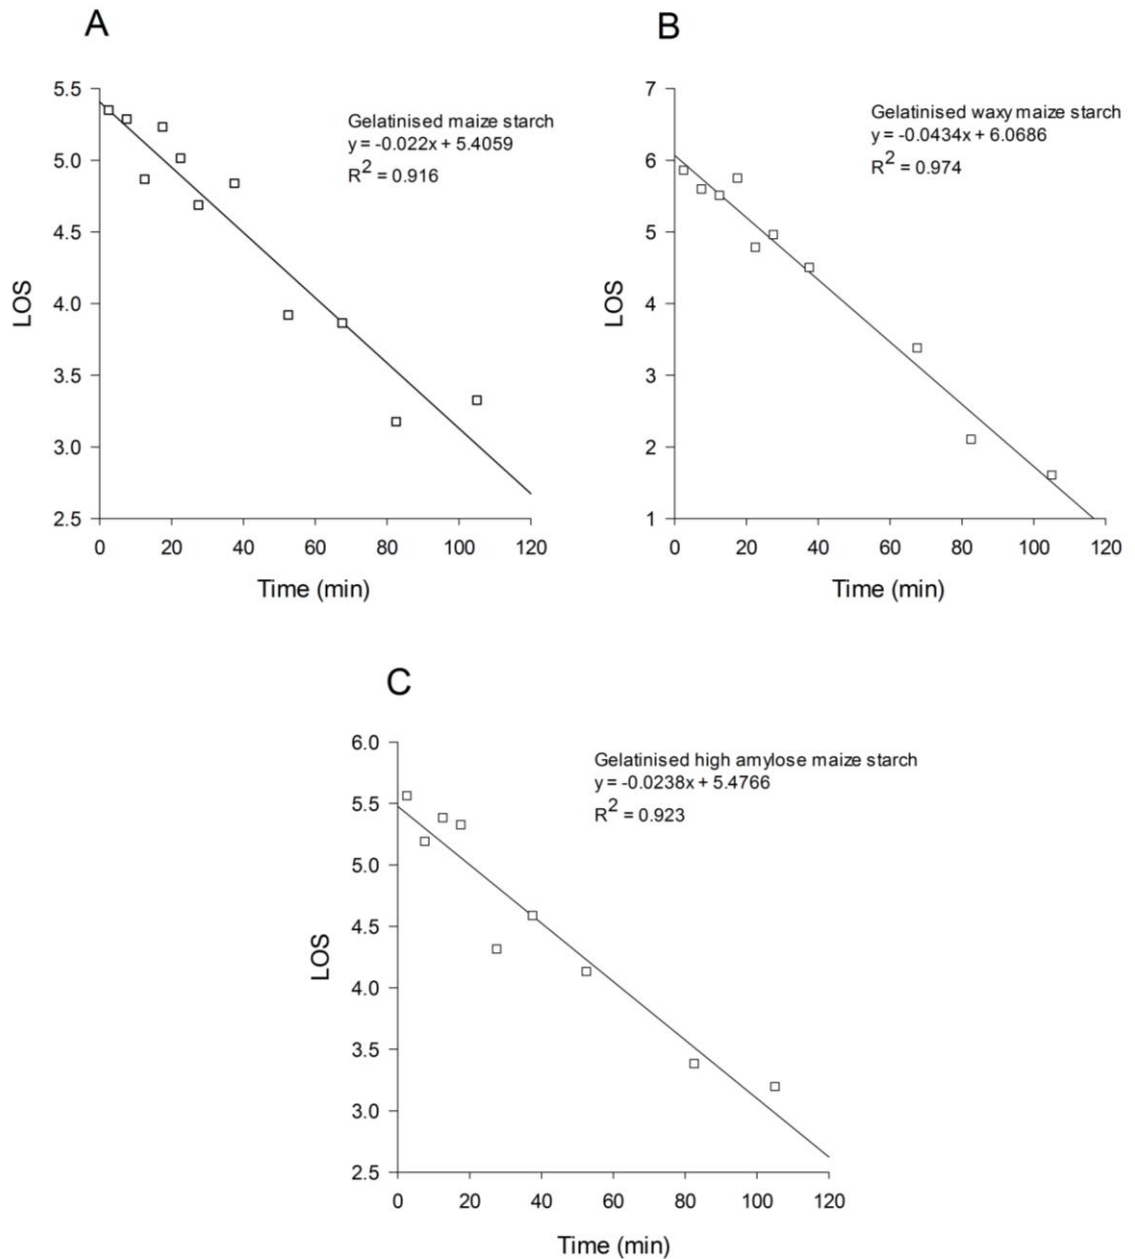 A
5.5
5.0
4.5
4.0
3.5
3.0
2.5
LOS
0 20 40 60 80 100 120
Time (min)
Gelatinised maize starch
y = -0.022x + 5.4059
R2 = 0.916
B
7
6
5
4
3
2
1
LOS
0 20 40 60 80 100 120
Time (min)
Gelatinised waxy maize starch
y = -0.0434x + 6.0686
R2 = 0.974
C
6.0
5.5
5.0
4.5
4.0
3.5
3.0
2.5
LOS
0 20 40 60 80 100 120
Time (min)
Gelatinised high amylose maize starch
y = -0.0238x + 5.4766
R2 = 0.923